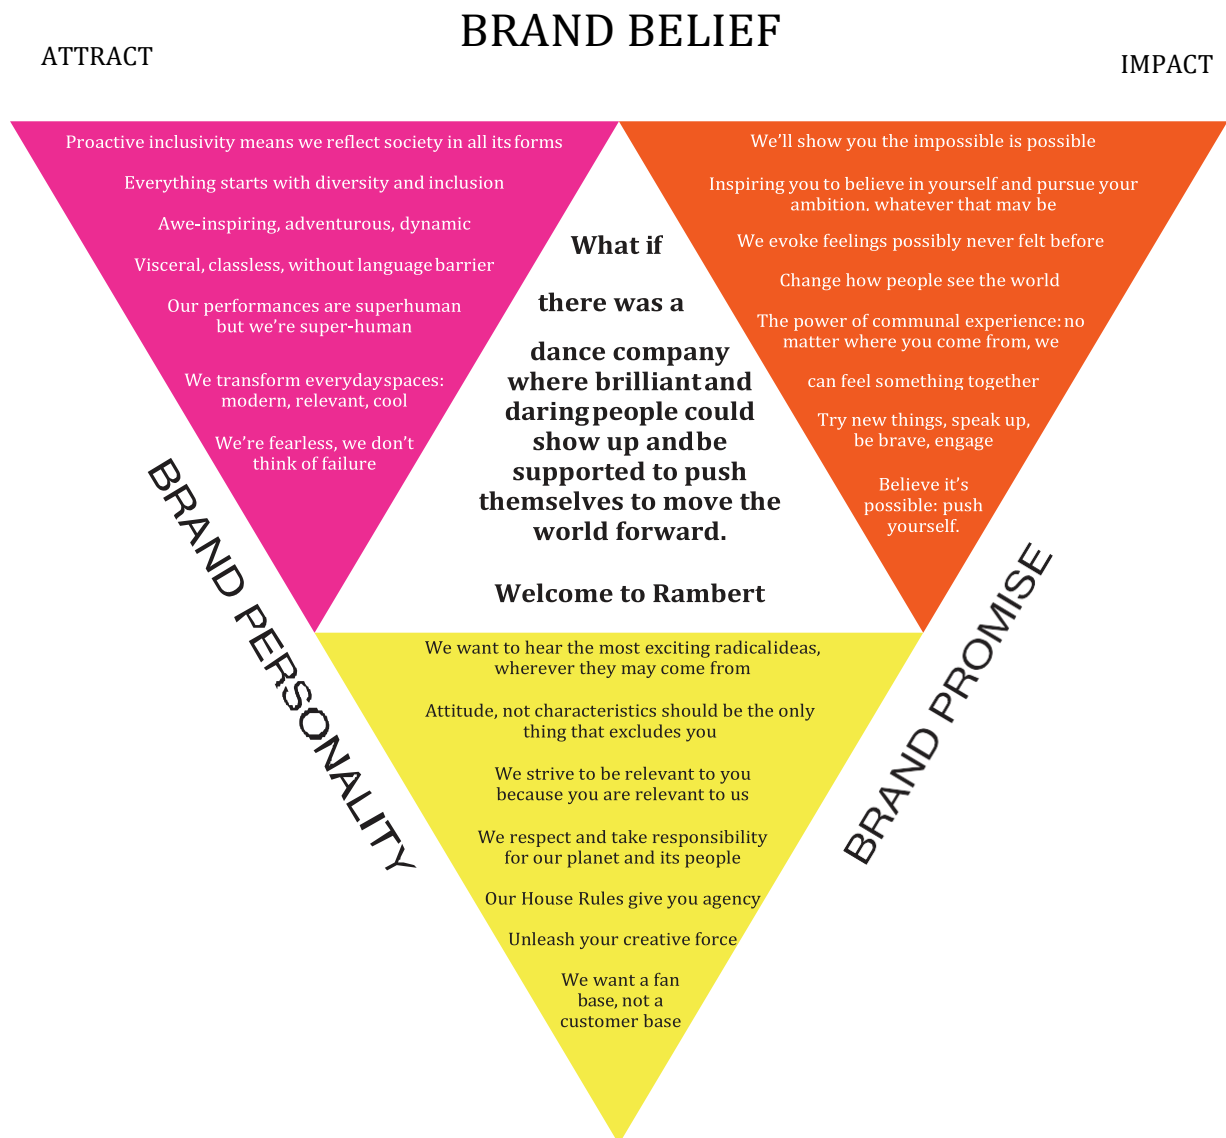 BRAND BELIEF
ATTRACT
IMPACT
Proactive inclusivity means we reflect society in all its forms
Everything starts with diversity and inclusion
Awe-inspiring, adventurous, dynamic
Visceral, classless, without language barrier
Our performances are superhuman
but we're super-human
We transform everyday spaces:
modern, relevant, cool
We're fearless, we don't
think of failure
What if
there was a
dance company
where brilliant and
daring people could
show up and be
supported to push
themselves to move the
world forward.
Welcome to Rambert
We'll show you the impossible is possible
Inspiring you to believe in yourself and pursue your
ambition, whatever that may be
We evoke feelings possibly never felt before
Change how people see the world
The power of communal experience: no
matter where you come from, we
can feel something together
Try new things, speak up,
be brave, engage
Believe it's
possible: push
yourself.
BRAND PERSONALITY
BRAND PROMISE
We want to hear the most exciting radicalideas,
wherever they may come from
Attitude, not characteristics should be the only
thing that excludes you
We strive to be relevant to you
because you are relevant to us
We respect and take responsibility
for our planet and its people
Our House Rules give you agency
Unleash your creative force
We want a fan
base, not a
customer base